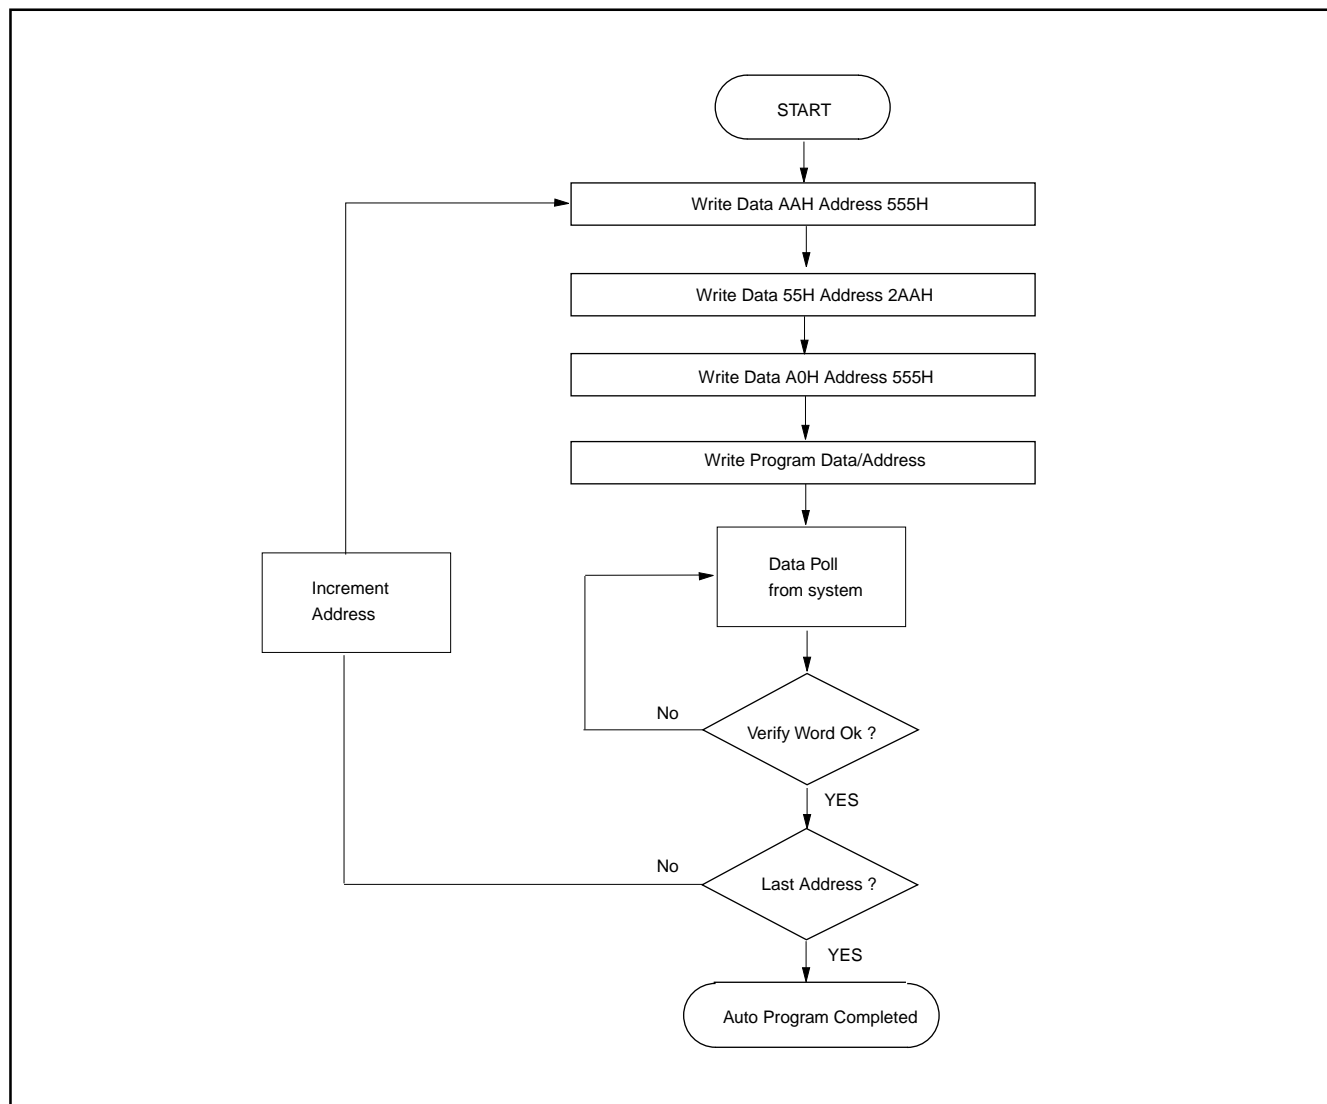 START
Write Data AAH Address 555H
Write Data 55H Address 2AAH
Write Data A0H Address 555H
Write Program Data/Address
Data Poll
from system
Increment
Address
No
Verify Word Ok ?
YES
No
Last Address ?
YES
Auto Program Completed